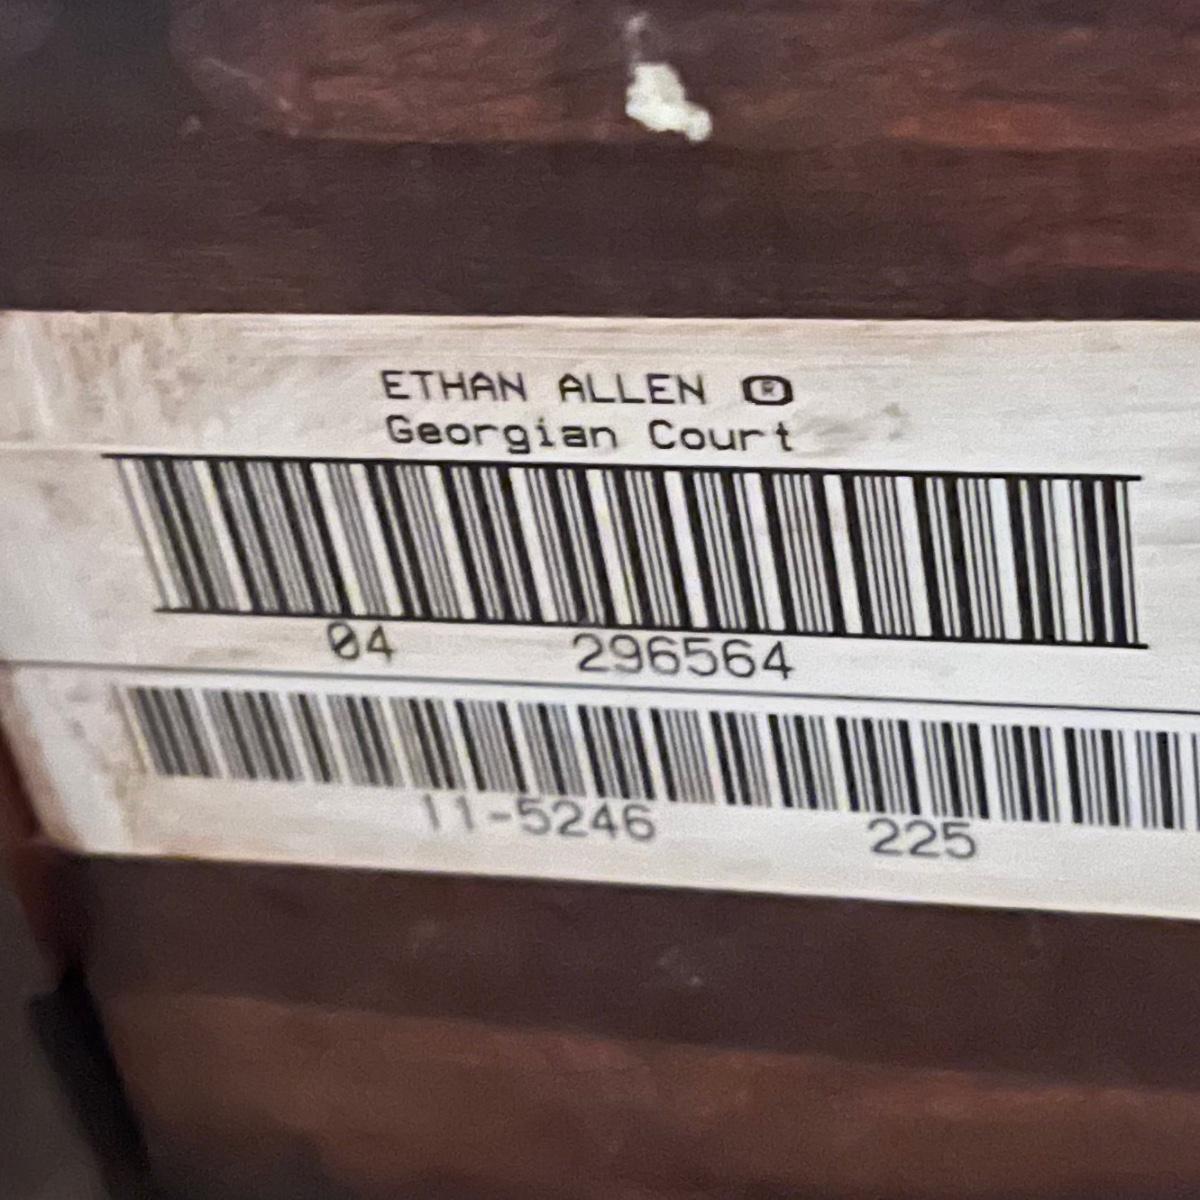 ETHAN ALLEN ®
Georgian Court
04 296564
11-5246 225